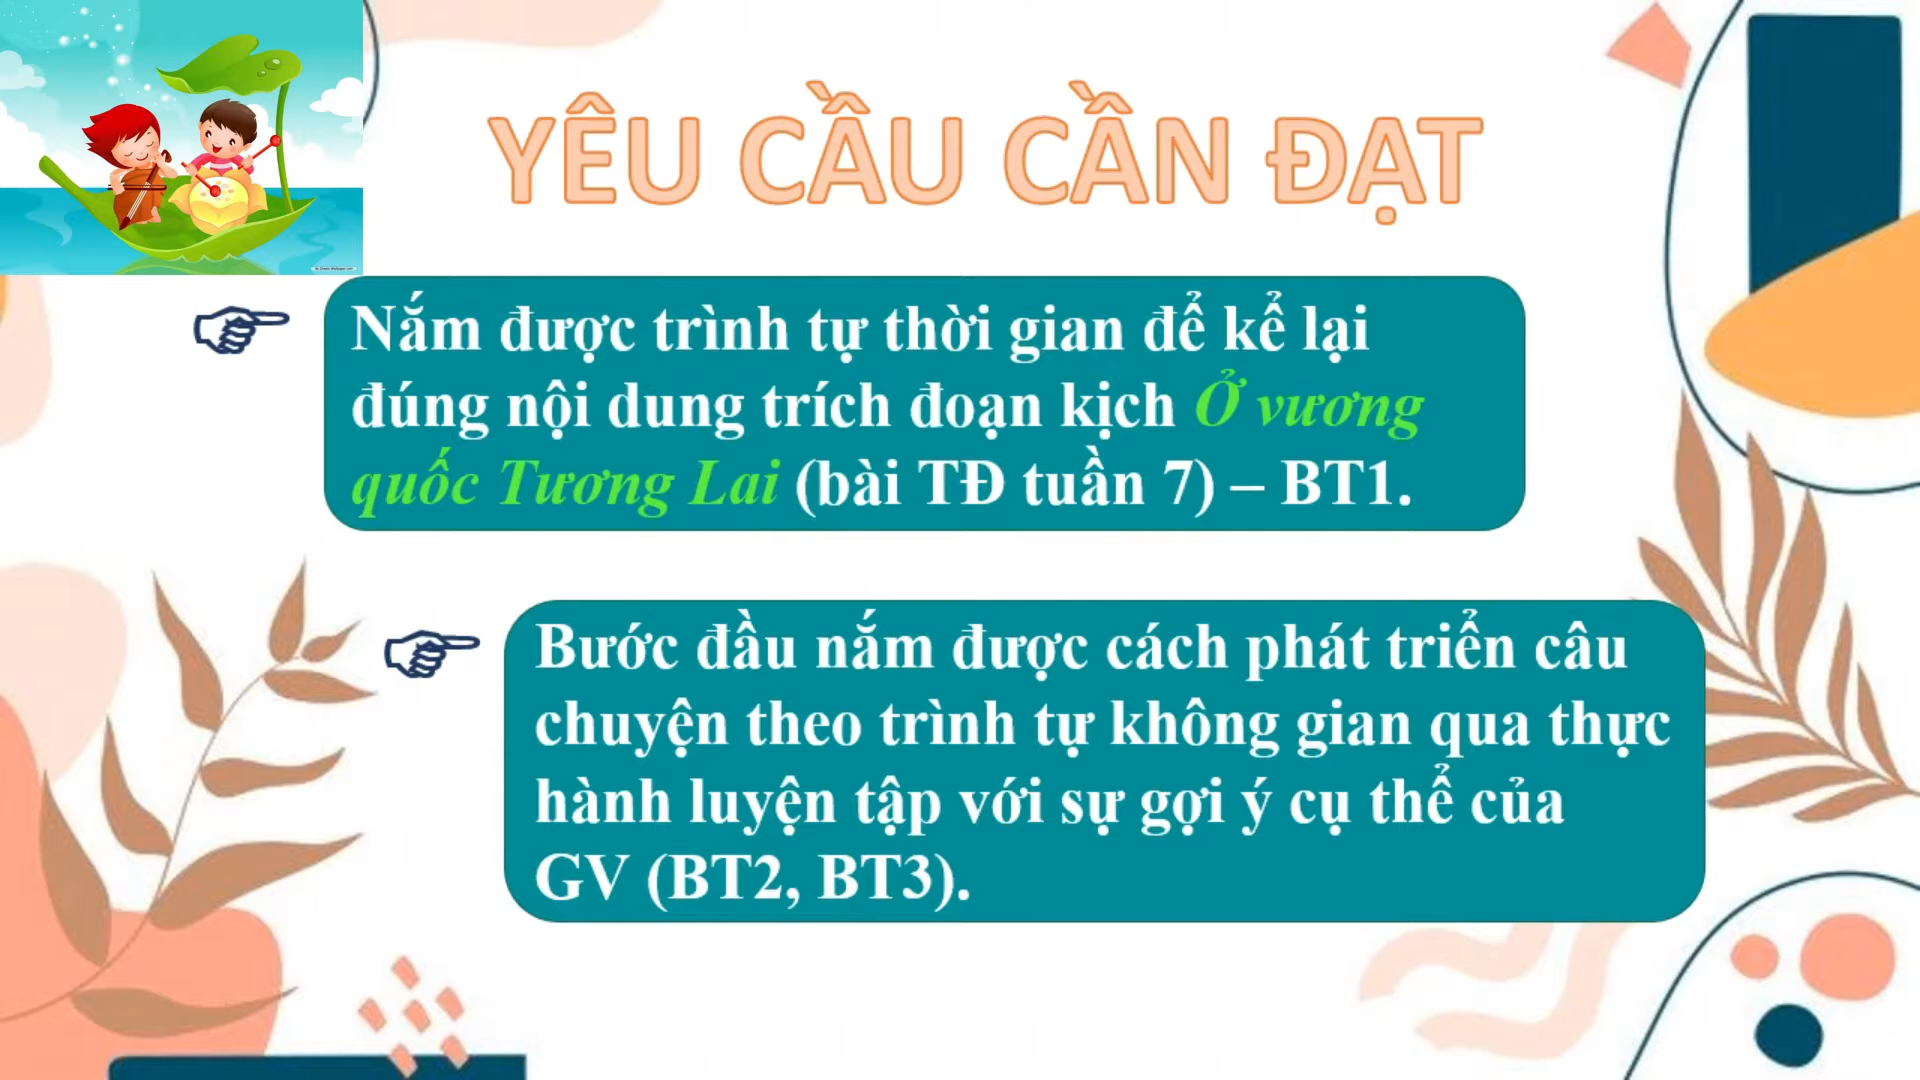 YÊU CẦU CẦN ĐẠT
Nắm được trình tự thời gian để kể lại
đúng nội dung trích đoạn kịch Ở vương
quốc Tương Lai (bài TĐ tuần 7) – BT1.
Bước đầu nắm được cách phát triển câu
chuyện theo trình tự không gian qua thực
hành luyện tập với sự gợi ý cụ thể của
GV (BT2, BT3).